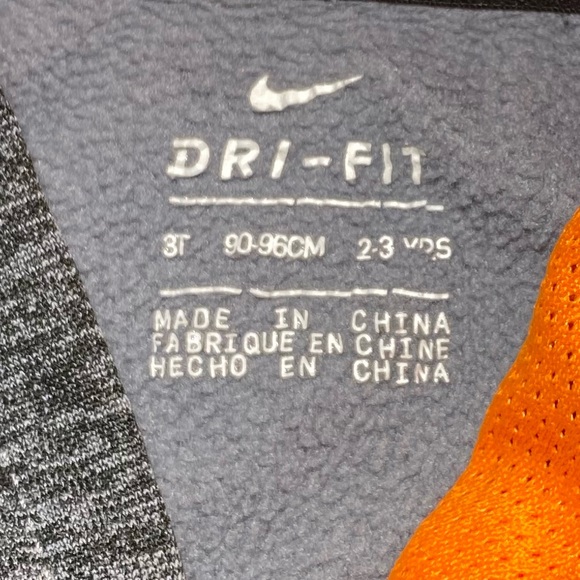 DRI-FIT
3T 90-96CM 2-3 YRS
MADE IN CHINA
FABRIQUE EN CHINE
HECHO EN CHINA